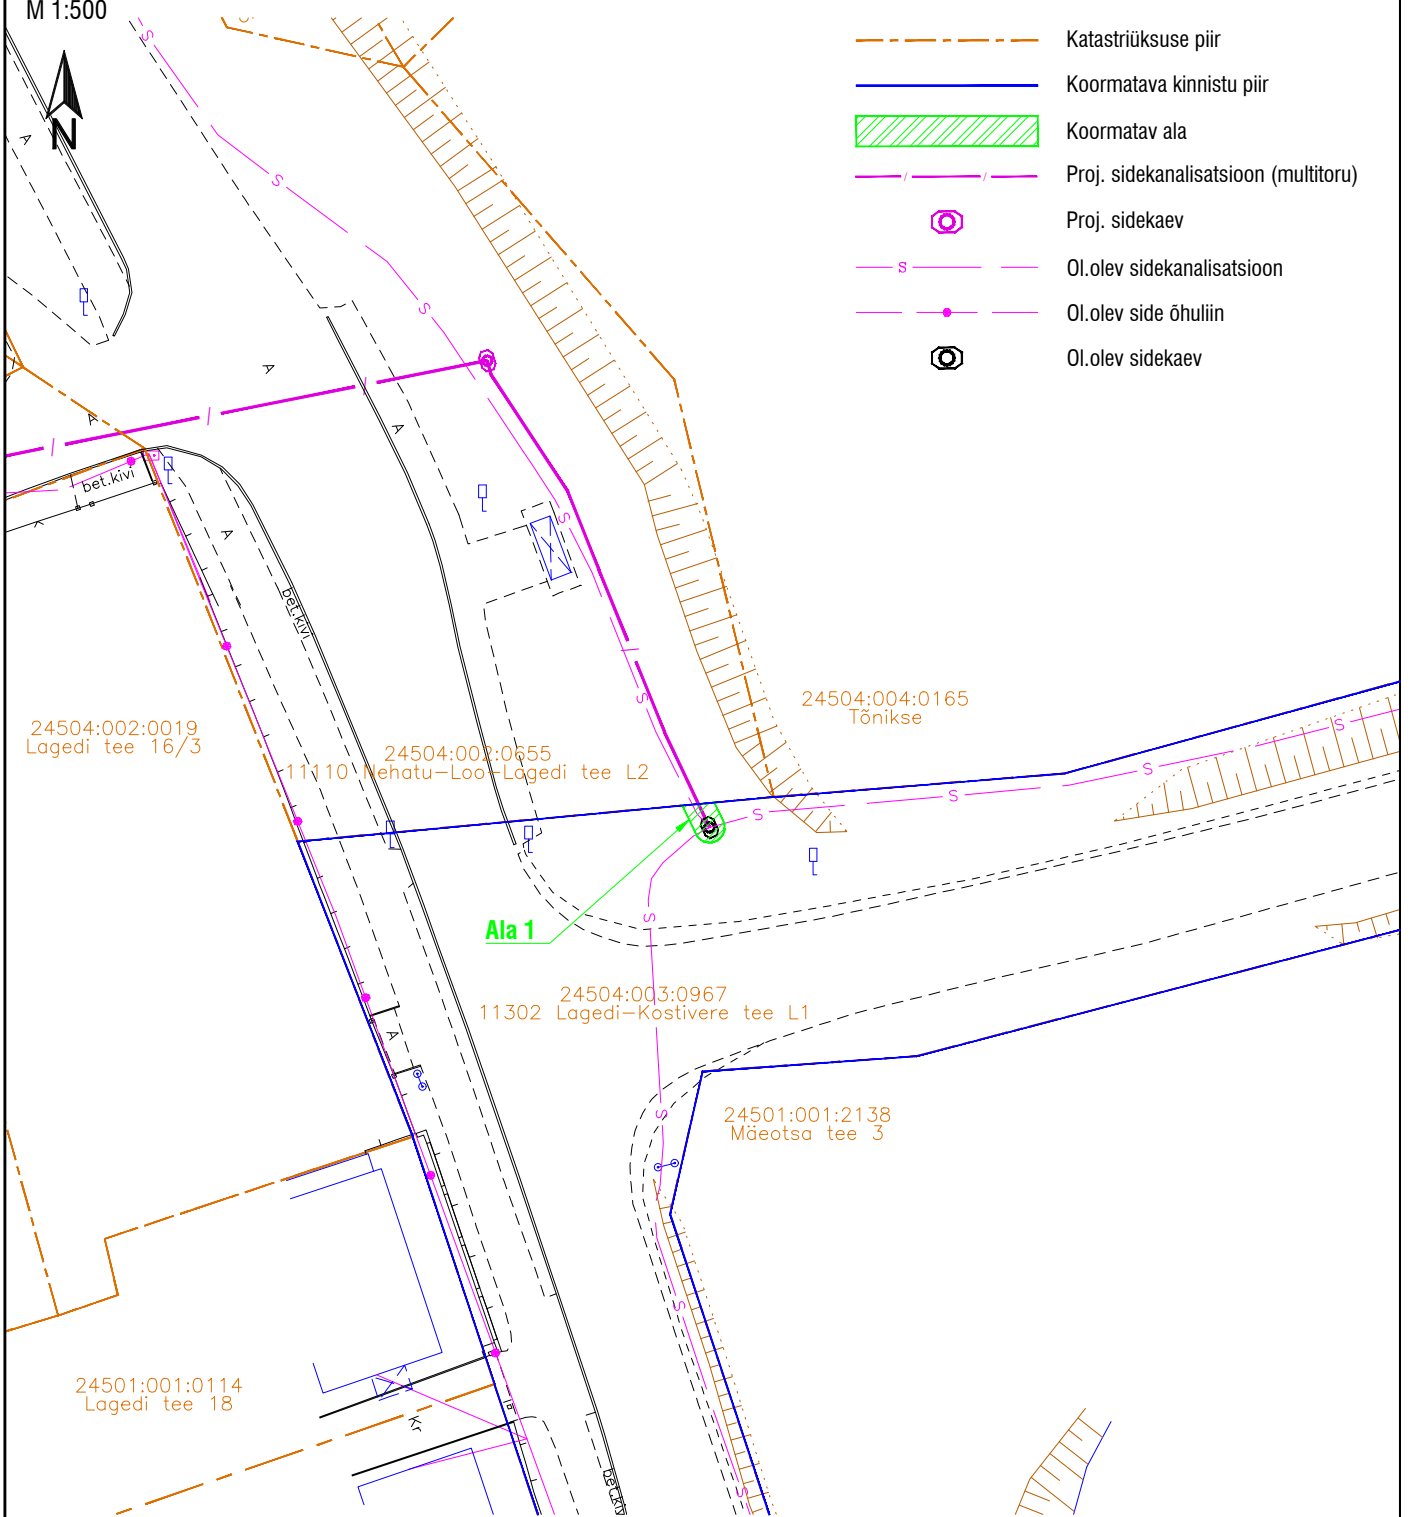 M 1:500
N
Katastriüksuse piir
Koormatava kinnistu piir
Koormatav ala
Proj. sidekanalisatsioon (multitoru)
Proj. sidekaev
S
Ol.olev sidekanalisatsioon
Ol.olev side õhuliin
Ol.olev sidekaev
S
A
S
S
A
A
A
bet.kivi
K
A
S
bet.kivi
S
24504:004:0165
Tõnikse
24504:002:0019
Lagedi tee 16/3
24504:002:0655
11110 Nehatu-Loo-Lagedi tee L2
S
S
S
S
S
Ala 1
24504:003:0967
11302 Lagedi-Kostivere tee L1
A
S
24501:001:2138
Mäeotsa tee 3
S
24501:001:0114
Lagedi tee 18
Kr
bet.kivi
S